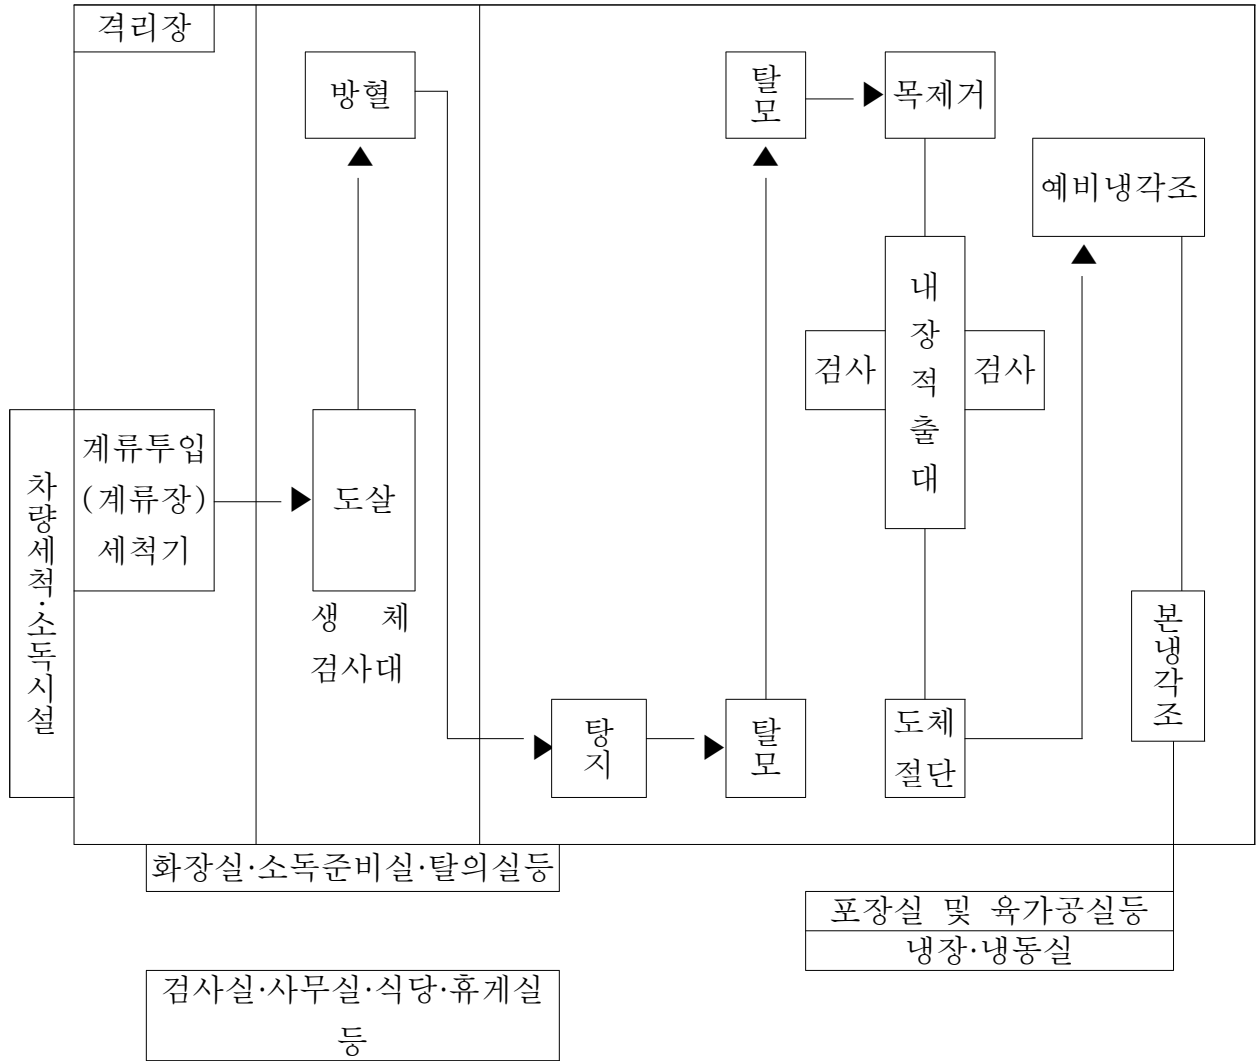 격리장
방혈
탈모
목제거
예비냉각조
내장적출대
검사
검사
계류투입
(계류장)
세척기
도살
차량세척·소독시설
생 체
검사대
본냉각조
탕지
탈모
도체
절단
화장실·소독준비실·탈의실등
포장실 및 육가공실등
냉장·냉동실
검사실·사무실·식당·휴게실
등